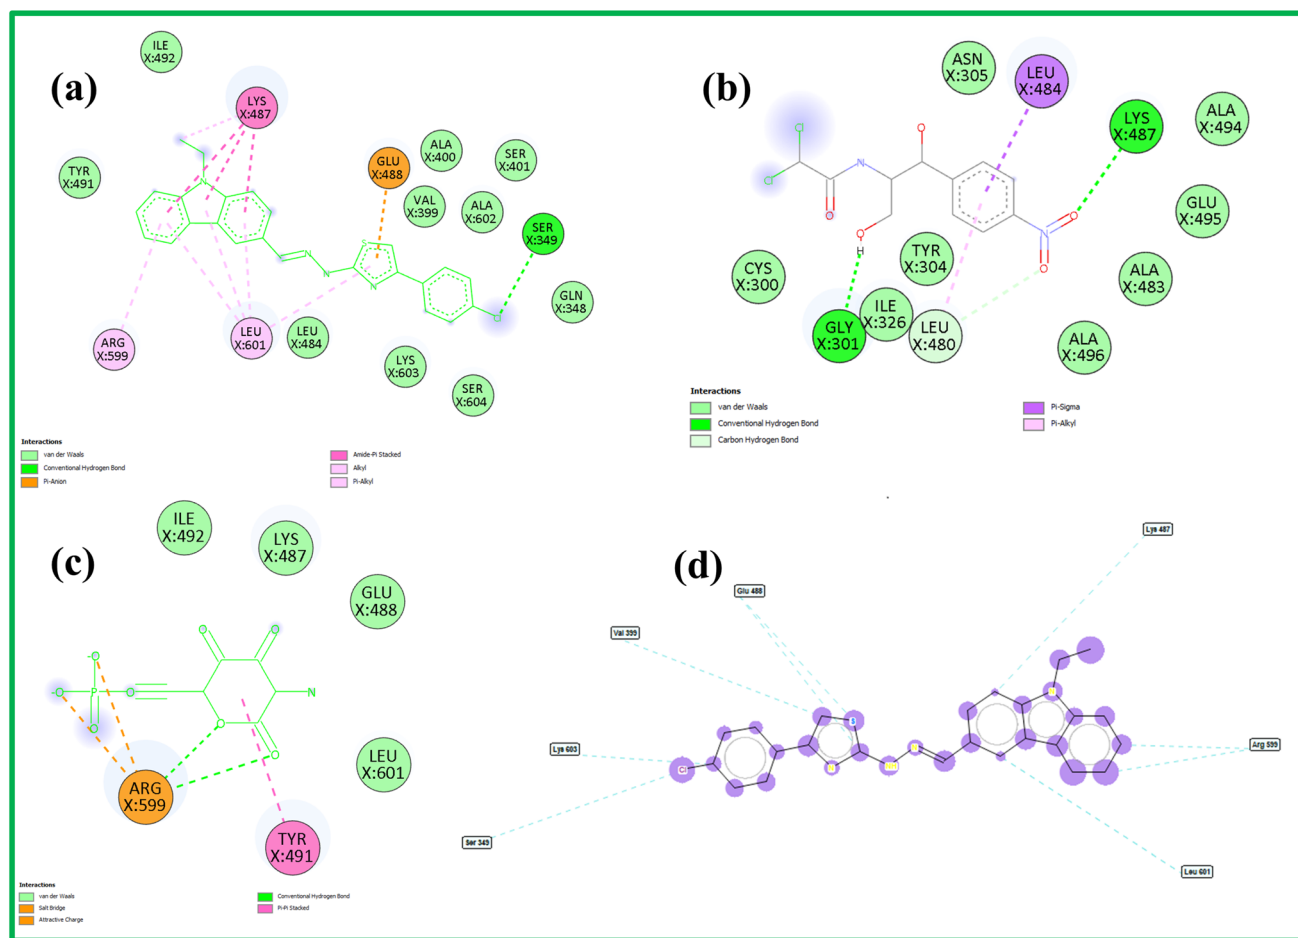 (a)
ILE
X:492
LYS
X:487
TYR
X:491
GLU
X:488
ALA
X:400
SER
X:401
VAL
X:399
ALA
X:602
SER
X:349
GLN
X:348
ARG
X:599
LEU
X:601
LEU
X:484
LYS
X:603
SER
X:604
N
N
N
S
N
Cl
Interactions
van der Waals
Conventional Hydrogen Bond
Pi-Anion
Amide-Pi Stacked
Alkyl
Pi-Alkyl
(b)
ASN
X:305
LEU
X:484
LYS
X:487
ALA
X:494
GLU
X:495
ALA
X:483
ALA
X:496
LEU
X:480
ILE
X:326
TYR
X:304
GLY
X:301
CYS
X:300
Cl
Cl
O
N
O
O
H
N
O
O
Interactions
van der Waals
Conventional Hydrogen Bond
Carbon Hydrogen Bond
Pi-Sigma
Pi-Alkyl
(c)
ILE
X:492
LYS
X:487
GLU
X:488
LEU
X:601
TYR
X:491
ARG
X:599
-O
-O
P
O
O
O
O
N
O
O
Interactions
van der Waals
Salt Bridge
Attractive Charge
Conventional Hydrogen Bond
Pi-Pi Stacked
(d)
Lys 487
Glu 488
Val 399
Lys 603
Ser 349
Arg 599
Leu 601
Cl
S
N
NH
N
N